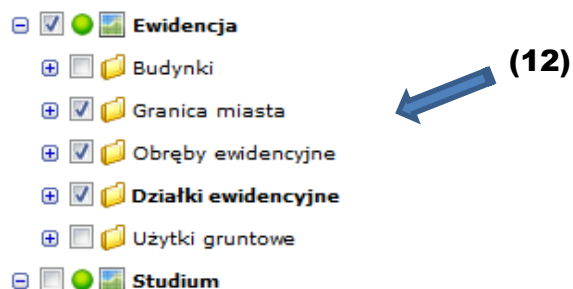 Ewidencja
Budynki
(12)
Granica miasta
Obręby ewidencyjne
Działki ewidencyjne
Użytki gruntowe
Studium